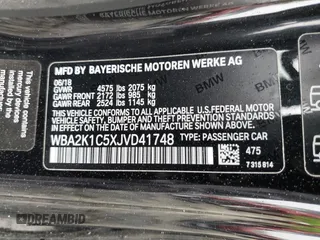 MFD BY BAYERISCHE MOTOREN WERKE AG
06/18
GVWR 4575 lbs 2075 kg
GAWR FRONT 2172 lbs 985 kg
GAWR REAR 2524 lbs 1145 kg
THIS VEHICLE CONFORMS TO ALL APPLICABLE U.S. FEDERAL
MOTOR VEHICLE SAFETY, BUMPER, AND THEFT PREVENTION
STANDARDS IN EFFECT ON THE DATE OF MANUFACTURE SHOWN ABOVE.
WBA2K1C5XJVD41748 TYPE: PASSENGER CAR
475
7 315 814
BMW
BMW
DREAMBID